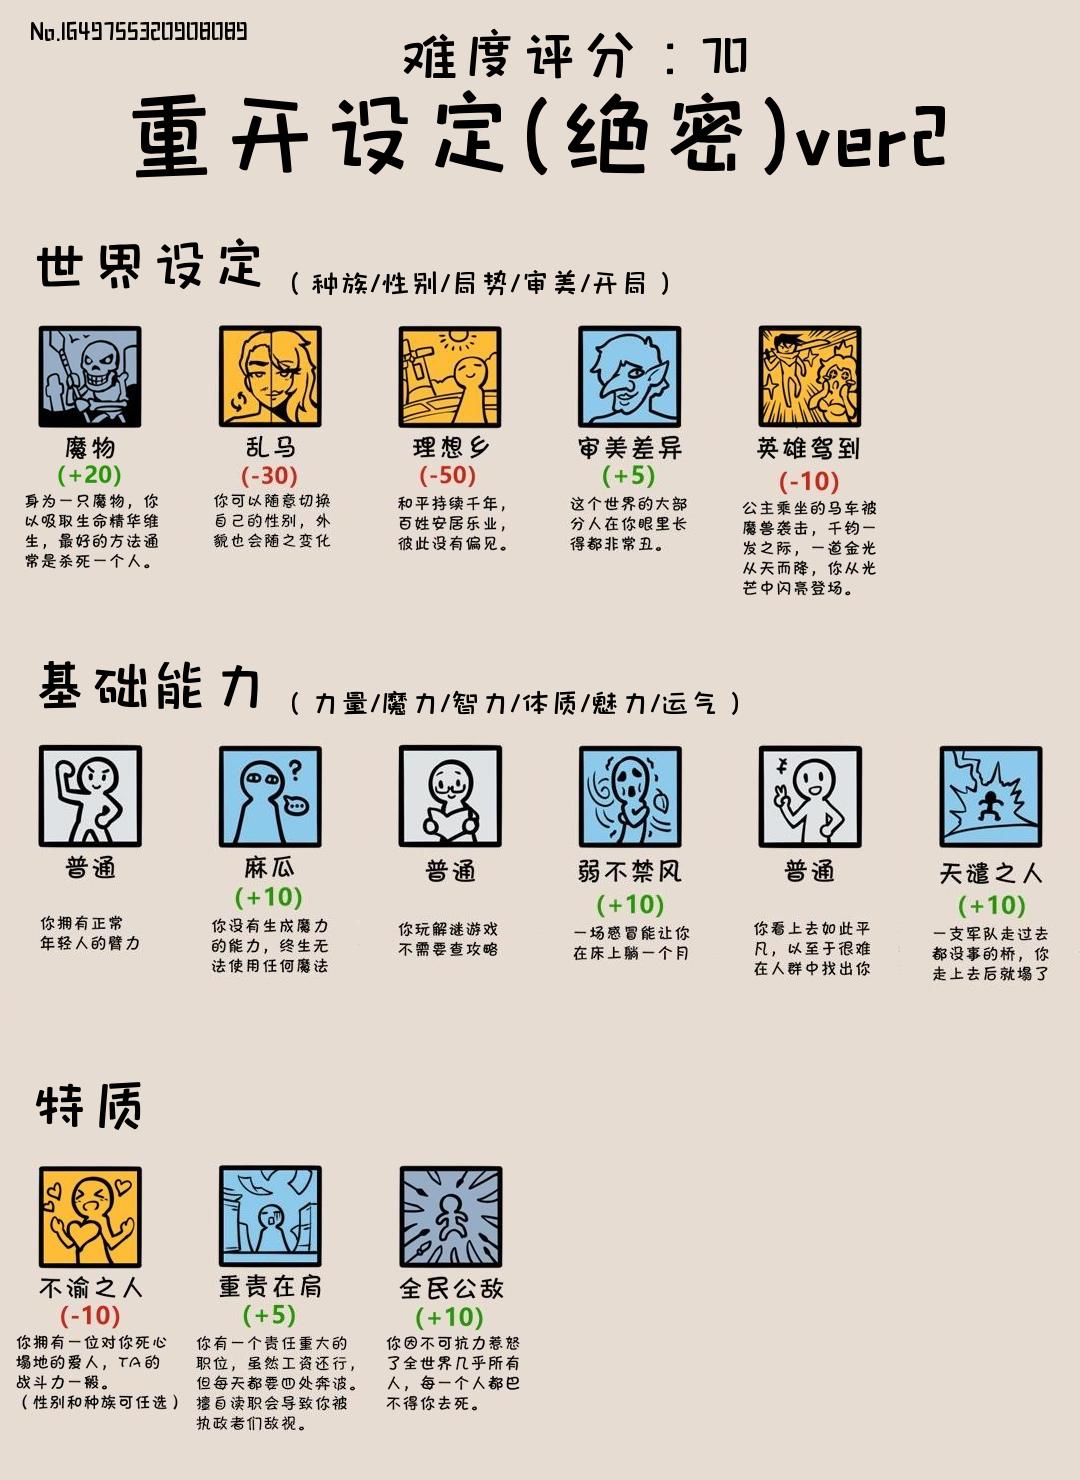 No.1649755320908089
难度评分：70
重开设定(绝密)ver2
世界设定
（种族/性别/局势/审美/开局）
魔物
(+20)
身为一只魔物，你
以吸取生命精华维
生，最好的方法通
常是杀死一个人。
乱马
(-30)
你可以随意切换
自己的性别，外
貌也会随之变化
理想乡
(-50)
和平持续千年，
百姓安居乐业，
彼此没有偏见。
审美差异
(+5)
这个世界的大部
分人在你眼里长
得都非常丑。
英雄驾到
(-10)
公主乘坐的马车被
魔兽袭击，千钧一
发之际，一道金光
从天而降，你从光
芒中闪亮登场。
基础能力
（力量/魔力/智力/体质/魅力/运气）
普通
你拥有正常
年轻人的臂力
麻瓜
(+10)
你没有生成魔力
的能力，终生无
法使用任何魔法
普通
你玩解谜游戏
不需要查攻略
弱不禁风
(+10)
一场感冒能让你
在床上躺一个月
普通
你看上去如此平
凡，以至于很难
在人群中找出你
天谴之人
(+10)
一支军队走过去
都没事的桥，你
走上去后就塌了
特质
不渝之人
(-10)
你拥有一位对你死心
塌地的爱人，TA的
战斗力一般。
（性别和种族可任选）
重责在肩
(+5)
你有一个责任重大的
职位，虽然工资还行，
但每天都要四处奔波。
擅自渎职会导致你被
执政者们敌视。
全民公敌
(+10)
你因不可抗力惹怒
了全世界几乎所有
人，每一个人都巴
不得你去死。